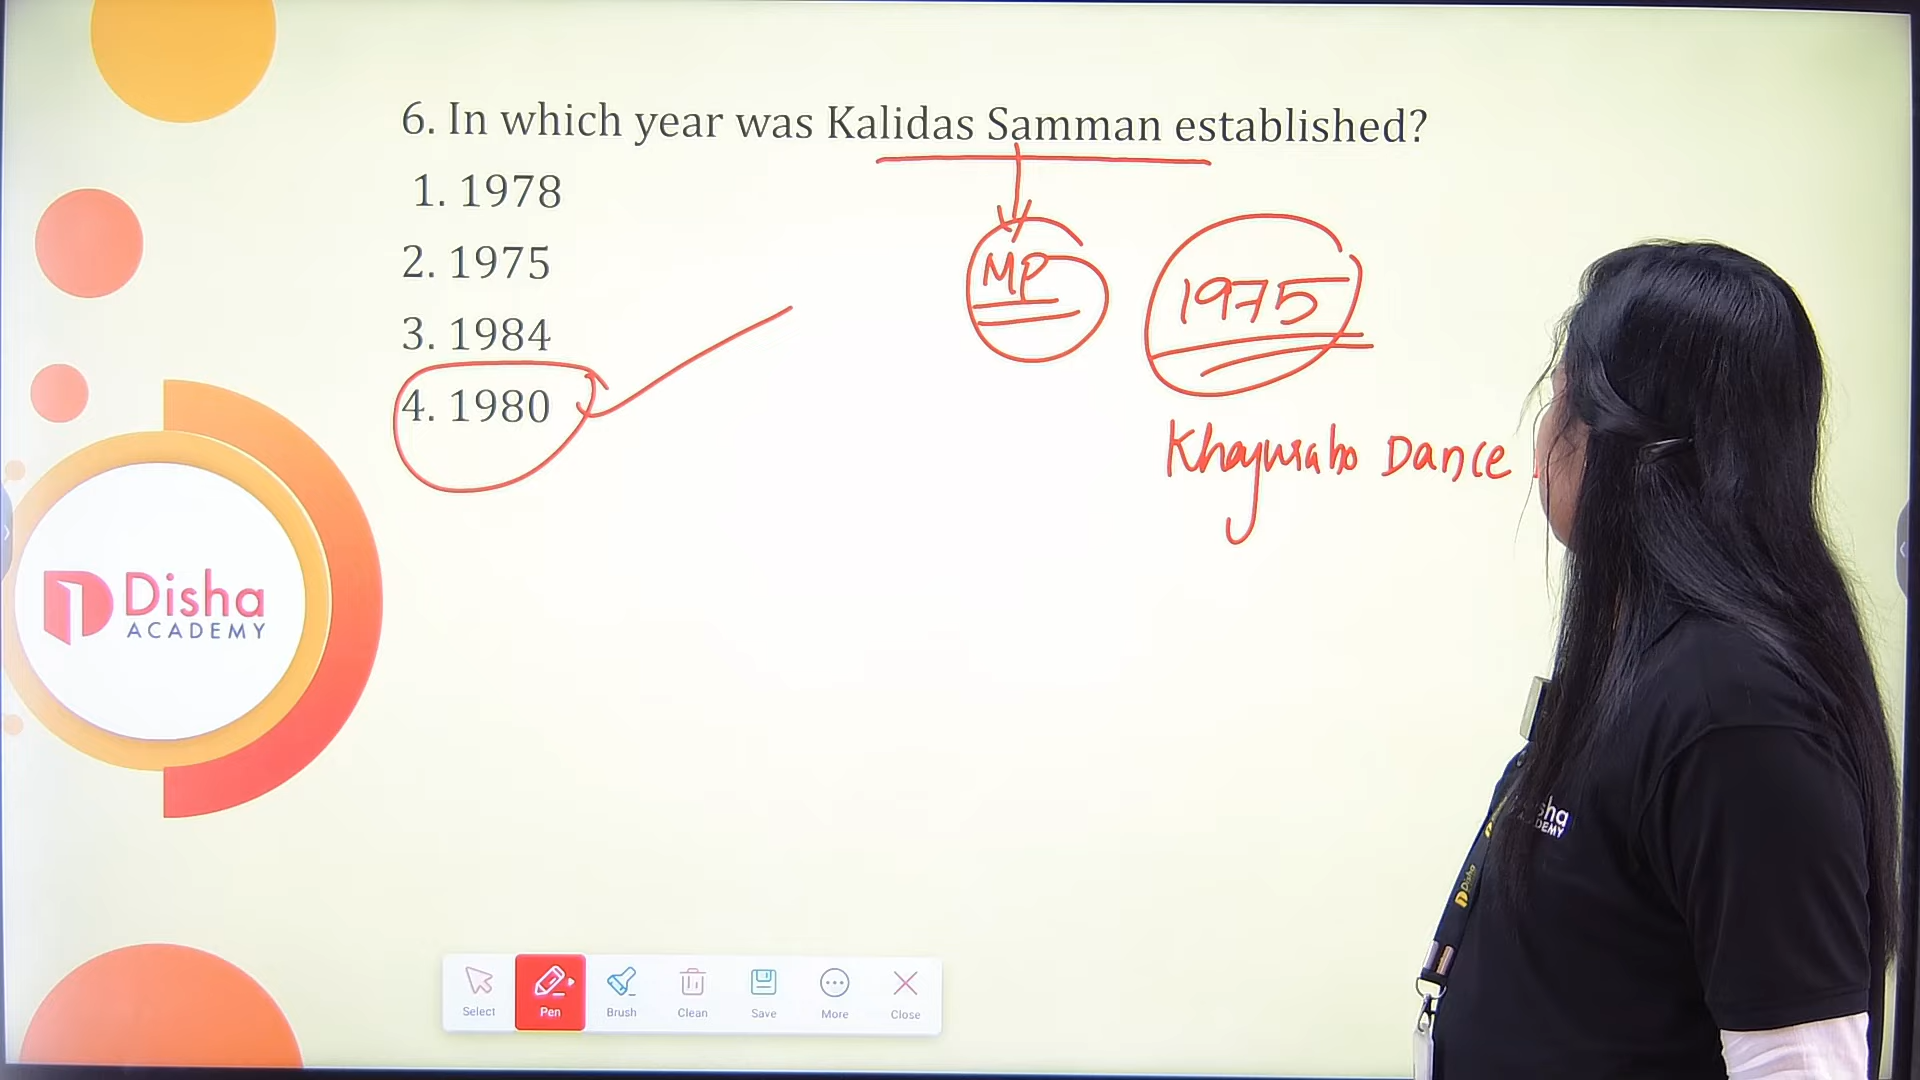 6. In which year was Kalidas Samman established?
1. 1978
2. 1975
3. 1984
4. 1980
MP
1975
Khajuraho Dance
Disha
ACADEMY
Disha
Select
Pen
Brush
Clean
Save
More
Close